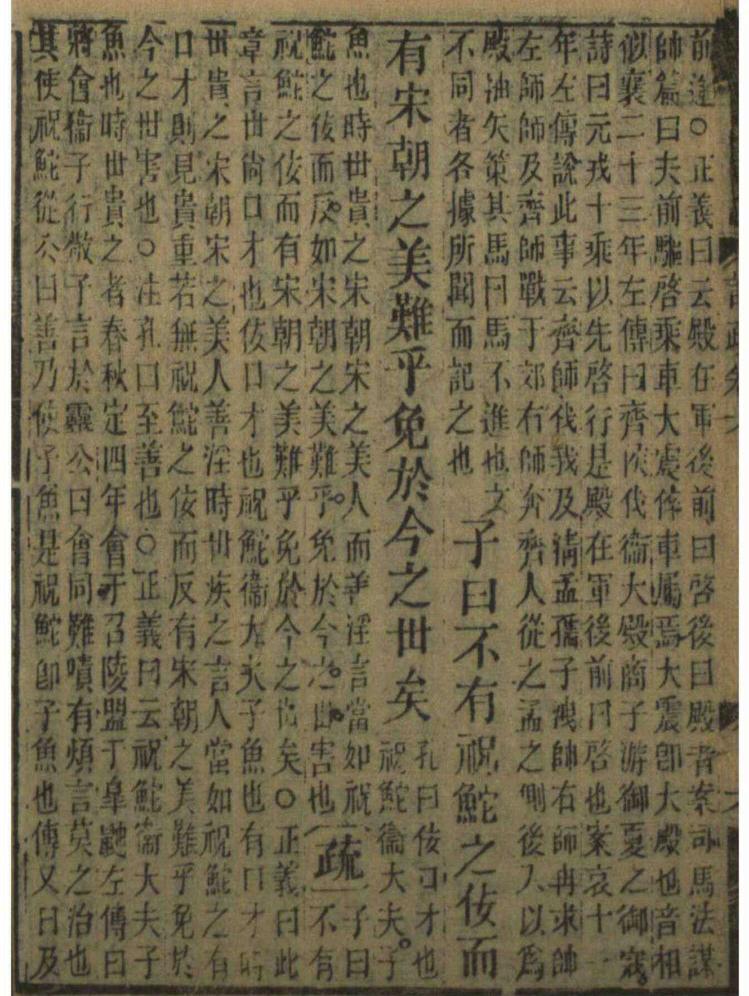 前逵○正義曰云殿在軍後前曰啓後曰殿者案司馬法謀
帥篇曰夫前驅啓乘車大震倅車屬焉大震卽大殿也音相
似襄二十三年左傳曰齊侯伐衞大殿商子游御夏之御寇
詩曰元戎十乘以先啓行是殿在軍後前曰啓也案哀十一
年左傳說此事云齊師伐我及淸孟孺子洩帥右師冉求帥
左師師及齊師戰于郊右師奔齊人從之孟之側後入以爲
殿抽矢策其馬曰馬不進也文
不同者各據所聞而記之也
子曰不有祝鮀之佞而
有宋朝之美難乎免於今之世矣
孔曰佞口才也
祝鮀衞大夫子
魚也時世貴之宋朝宋之美人而善淫言當如祝
鮀之佞而反如宋朝之美難乎免於今之世害也
疏
子曰
不有
祝鮀之佞而有宋朝之美難乎免於今之世矣○正義曰此
章言世尙口才也佞口才也祝鮀衞大夫子魚也有口才時
世貴之宋朝宋之美人善淫時世疾之言人當如祝鮀之有
口才則見貴重若無祝鮀之佞而反有宋朝之美難乎免於
今之世害也○注孔曰至善也○正義曰云祝鮀衞大夫子
魚也時世貴之者春秋定四年會于召陵盟于皐鼬左傳曰
將會衞子行敬子言於靈公曰會同難嘖有煩言莫之治也
其使祝鮀從公曰善乃使子魚是祝鮀卽子魚也傳又曰及